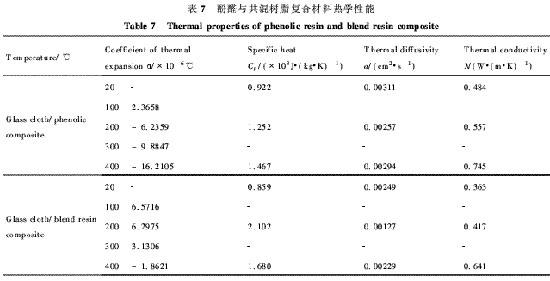 表 7 酚醛与共混树脂复合材料热学性能
Table 7 Thermal properties of phenolic resin and blend resin composite
Temperature/ ℃ Coefficient of thermal expansion α/ × 10⁻⁶℃ Specific heat Cₚ/ (× 10³J•(kg•K)⁻¹) Thermal diffusivity α/ (cm²•s⁻¹) Thermal conductivity λ/ (W•(m•K)⁻¹)
Glass cloth/ phenolic composite
20 - 0.922 0.00311 0.484
100 2.3658
200 - 6.2359 1.252 0.00257 0.557
300 - 9.8847 - - -
400 - 16.2105 1.467 0.00294 0.745
Glass cloth/ blend resin composite
20 - 0.859 0.00249 0.363
100 6.5716 - - -
200 6.7975 2.102 0.00127 0.417
300 3.1306 - - -
400 - 1.8621 1.680 0.00229 0.641